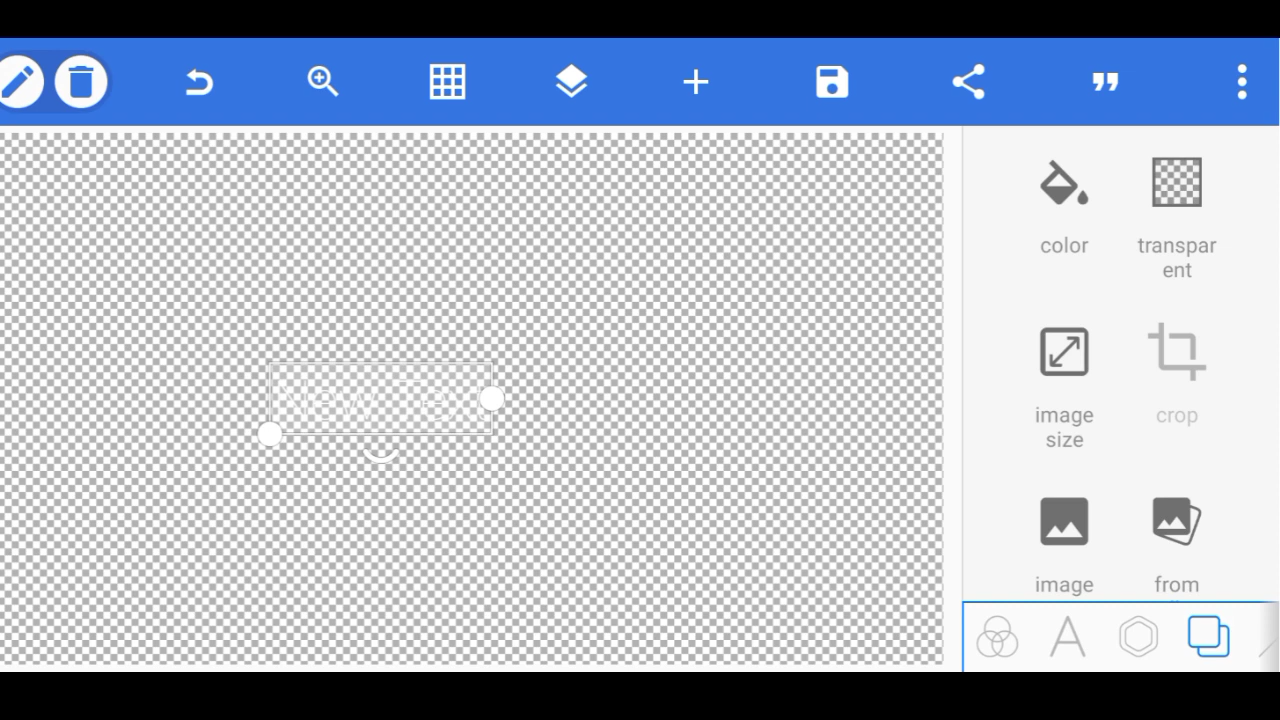 color
transpar
ent
New Text
image
size
crop
image
from